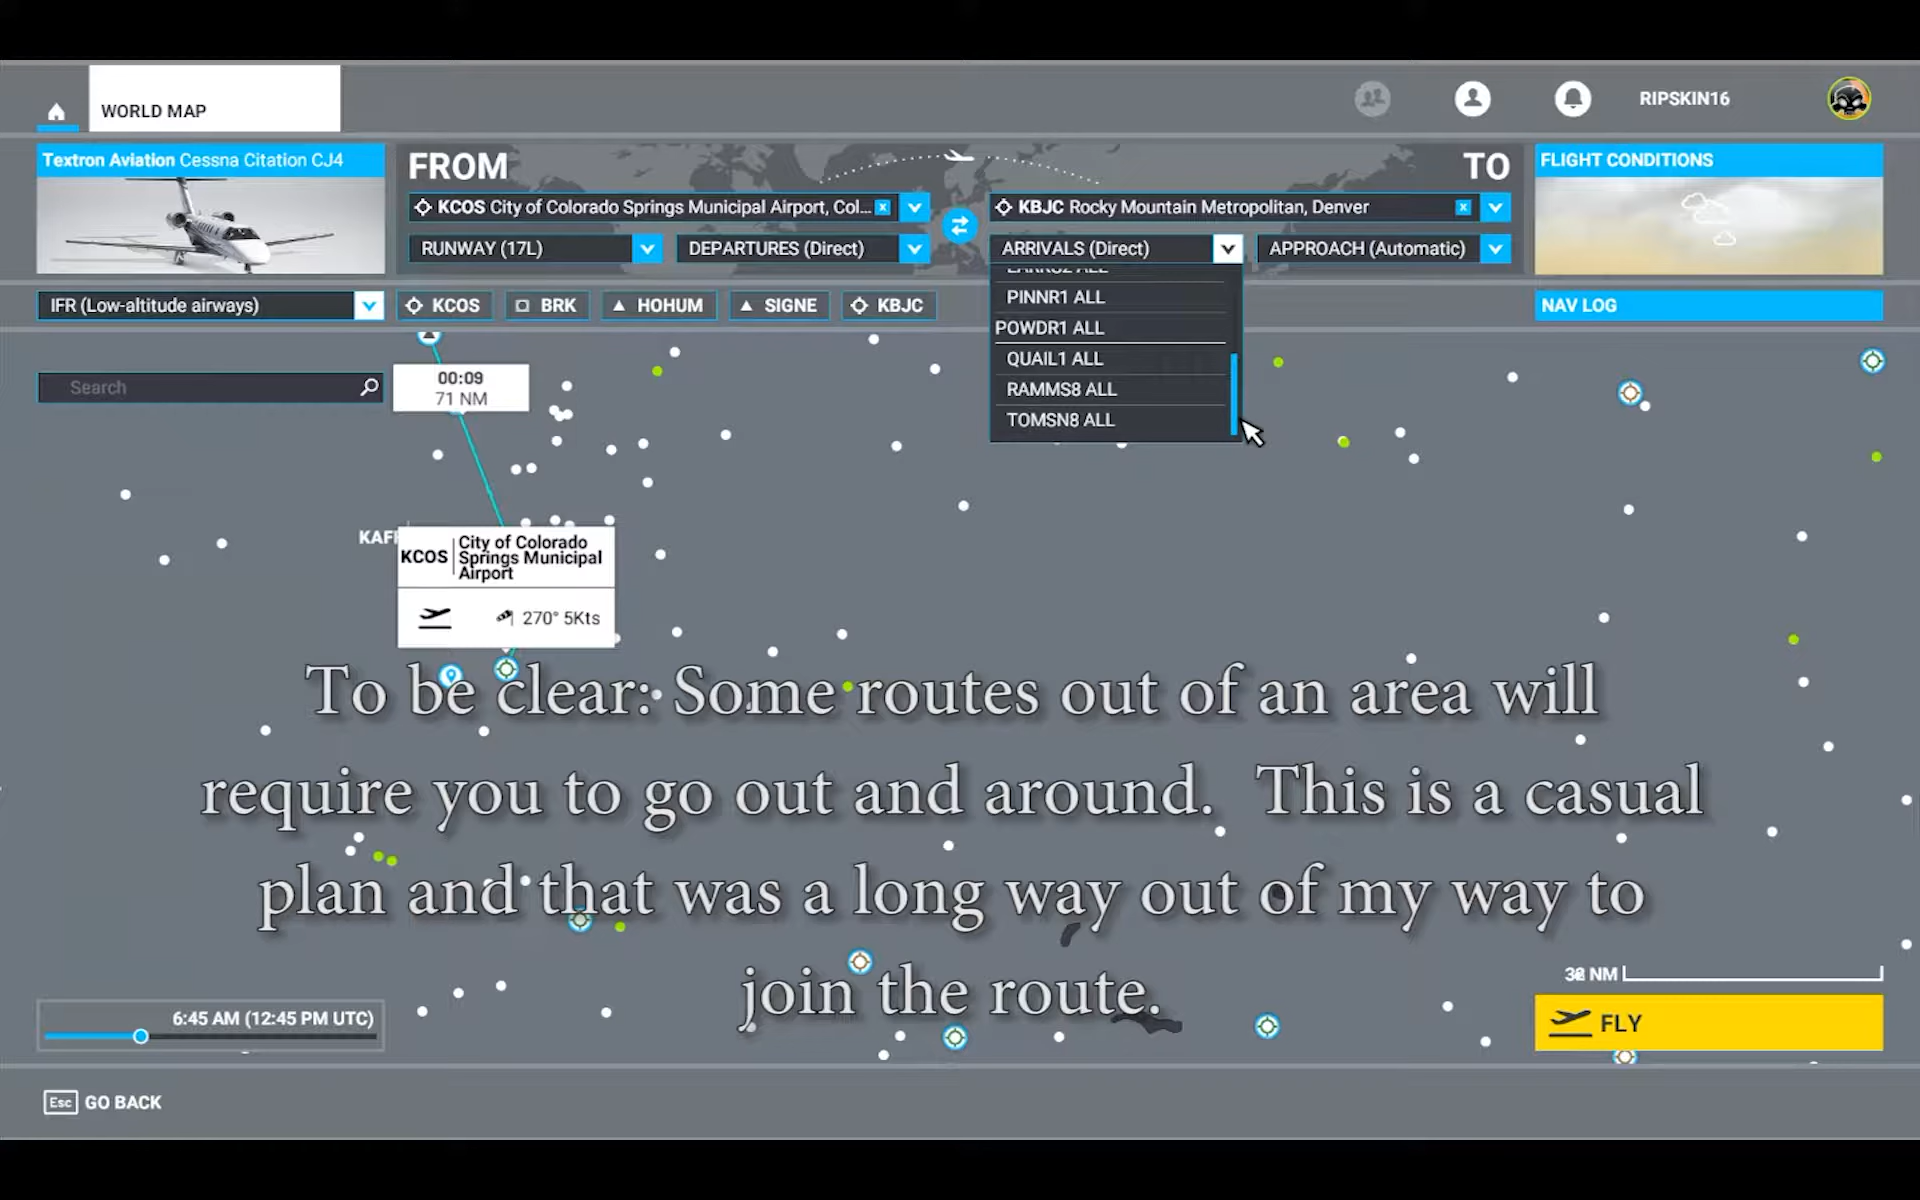 WORLD MAP
RIPSKIN16
Textron Aviation Cessna Citation CJ4
FROM
TO
FLIGHT CONDITIONS
KCOS City of Colorado Springs Municipal Airport, Col...
KBJC Rocky Mountain Metropolitan, Denver
RUNWAY (17L)
DEPARTURES (Direct)
ARRIVALS (Direct)
APPROACH (Automatic)
IFR (Low-altitude airways)
KCOS
BRK
HOHUM
SIGNE
KBJC
PINNR1 ALL
POWDR1 ALL
QUAIL1 ALL
RAMMS8 ALL
TOMSN8 ALL
NAV LOG
Search
00:09
71 NM
KCOS
City of Colorado
Springs Municipal
Airport
270° 5Kts
To be clear: Some routes out of an area will
require you to go out and around. This is a casual
plan and that was a long way out of my way to
join the route.
NM
6:45 AM (12:45 PM UTC)
FLY
Esc GO BACK